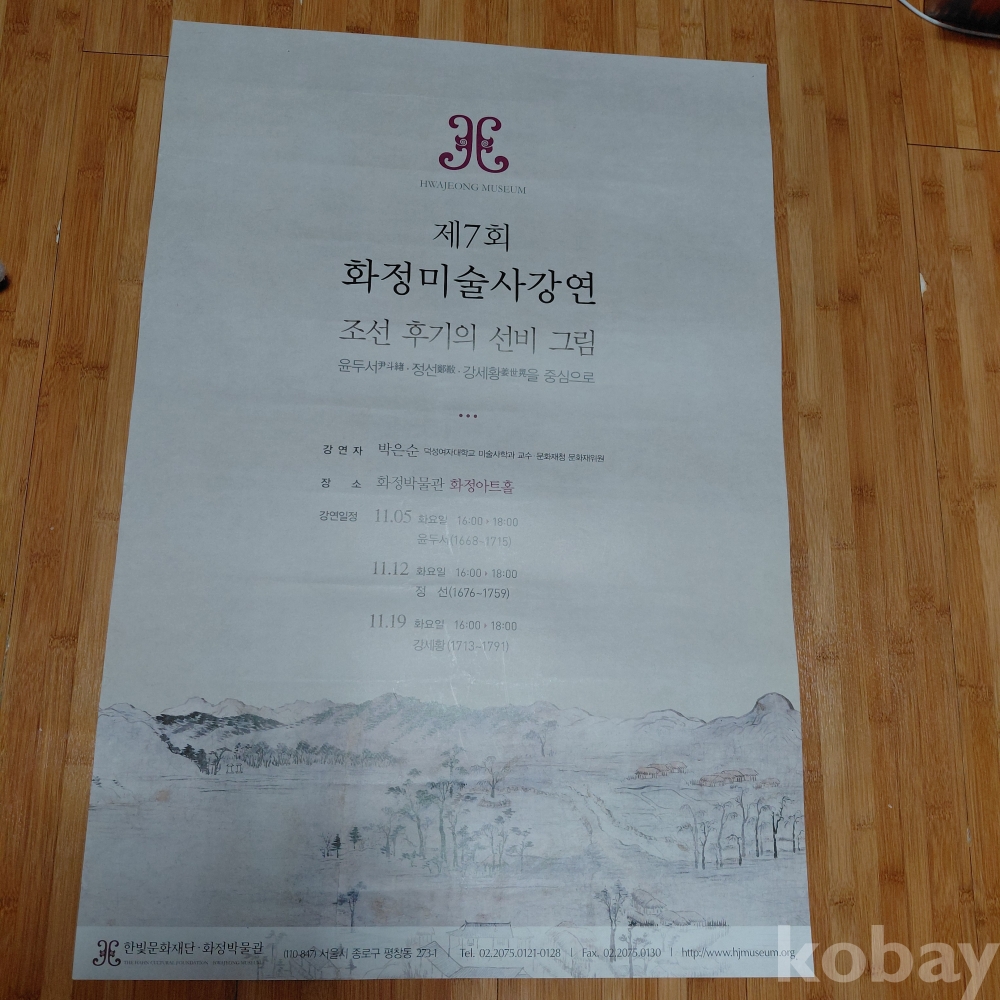 HWAJEONG MUSEUM
제7회
화정미술사강연
조선 후기의 선비 그림
윤두서尹斗緖·정선鄭敾·강세황姜世晃을 중심으로
강연자 박은순 덕성여자대학교 미술사학과 교수·문화재청 문화재위원
장 소 화정박물관 화정아트홀
강연일정 11.05 화요일 16:00 ▸ 18:00
윤두서(1668~1715)
11.12 화요일 16:00 ▸ 18:00
정 선(1676~1759)
11.19 화요일 16:00 ▸ 18:00
강세황(1713~1791)
한빛문화재단·화정박물관 | (110-847) 서울시 종로구 평창동 273-1 | Tel. 02.2075.0121-0128 | Fax. 02.2075.0130 | http://www.hjmuseum.org
kobay